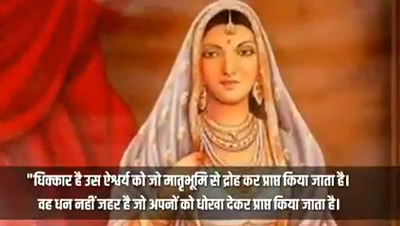 "धिक्कार है उस ऐश्वर्य को जो मातृभूमि से द्रोह कर प्राप्त किया जाता है।
वह धन नहीं जहर है जो अपनों को धोखा देकर प्राप्त किया जाता है।